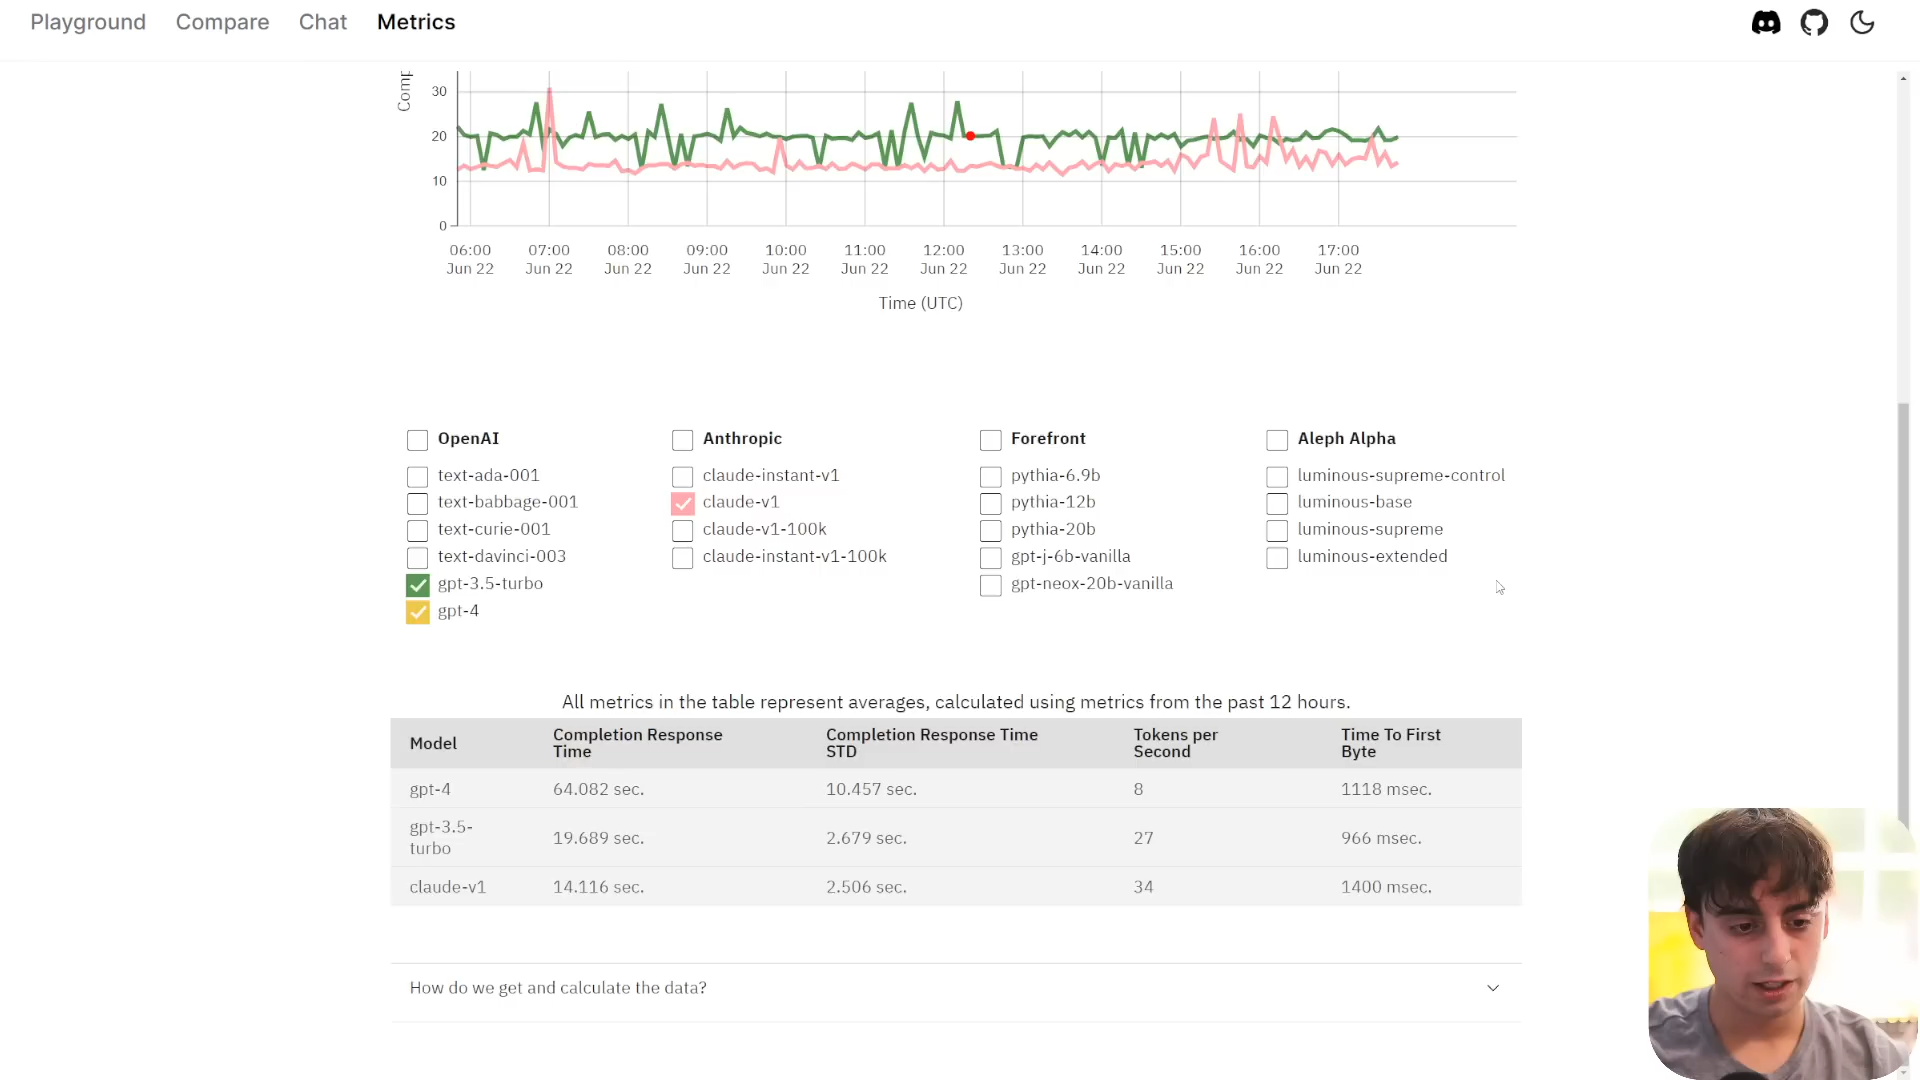 Playground Compare Chat Metrics
Comp
30
20
10
0
06:00 07:00 08:00 09:00 10:00 11:00 12:00 13:00 14:00 15:00 16:00 17:00
Jun 22 Jun 22 Jun 22 Jun 22 Jun 22 Jun 22 Jun 22 Jun 22 Jun 22 Jun 22 Jun 22 Jun 22
Time (UTC)
OpenAI
text-ada-001
text-babbage-001
text-curie-001
text-davinci-003
gpt-3.5-turbo
gpt-4
Anthropic
claude-instant-v1
claude-v1
claude-v1-100k
claude-instant-v1-100k
Forefront
pythia-6.9b
pythia-12b
pythia-20b
gpt-j-6b-vanilla
gpt-neox-20b-vanilla
Aleph Alpha
luminous-supreme-control
luminous-base
luminous-supreme
luminous-extended
All metrics in the table represent averages, calculated using metrics from the past 12 hours.
Model
Completion Response
Time
Completion Response Time
STD
Tokens per
Second
Time To First
Byte
gpt-4 64.082 sec. 10.457 sec. 8 1118 msec.
gpt-3.5-
turbo
19.689 sec. 2.679 sec. 27 966 msec.
claude-v1 14.116 sec. 2.506 sec. 34 1400 msec.
How do we get and calculate the data?